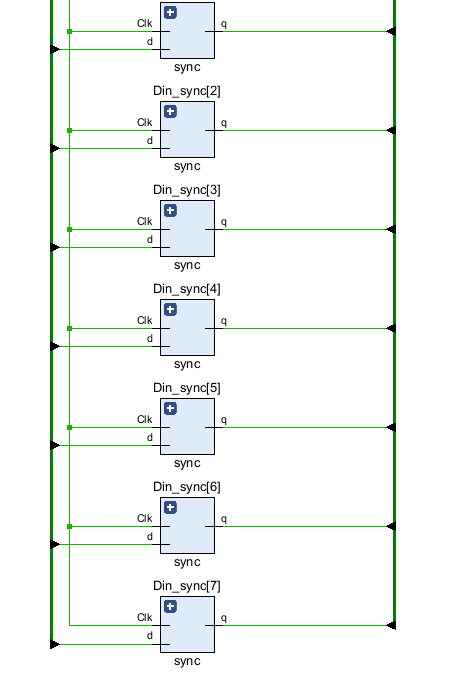 Clk q
d
sync
Din_sync[2]
Clk q
d
sync
Din_sync[3]
Clk q
d
sync
Din_sync[4]
Clk q
d
sync
Din_sync[5]
Clk q
d
sync
Din_sync[6]
Clk q
d
sync
Din_sync[7]
Clk q
d
sync